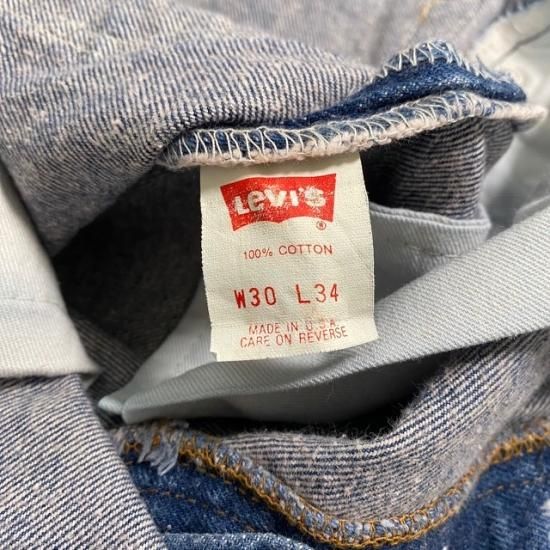 LEVI'S
®
100% COTTON
W30 L34
MADE IN U.S.A.
CARE ON REVERSE